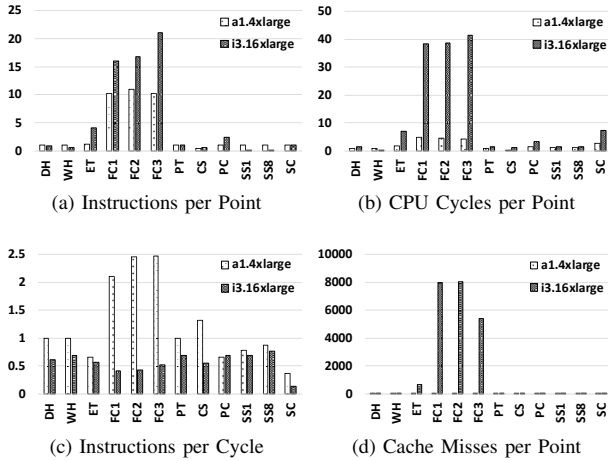 25
20
15
10
5
0
a1.4xlarge
i3.16xlarge
DH WH ET FC1 FC2 FC3 PT CS PC SS1 SS8 SC
(a) Instructions per Point
50
40
30
20
10
0
a1.4xlarge
i3.16xlarge
DH WH ET FC1 FC2 FC3 PT CS PC SS1 SS8 SC
(b) CPU Cycles per Point
2.5
2
1.5
1
0.5
0
a1.4xlarge
i3.16xlarge
DH WH ET FC1 FC2 FC3 PT CS PC SS1 SS8 SC
(c) Instructions per Cycle
10000
8000
6000
4000
2000
0
a1.4xlarge
i3.16xlarge
DH WH ET FC1 FC2 FC3 PT CS PC SS1 SS8 SC
(d) Cache Misses per Point